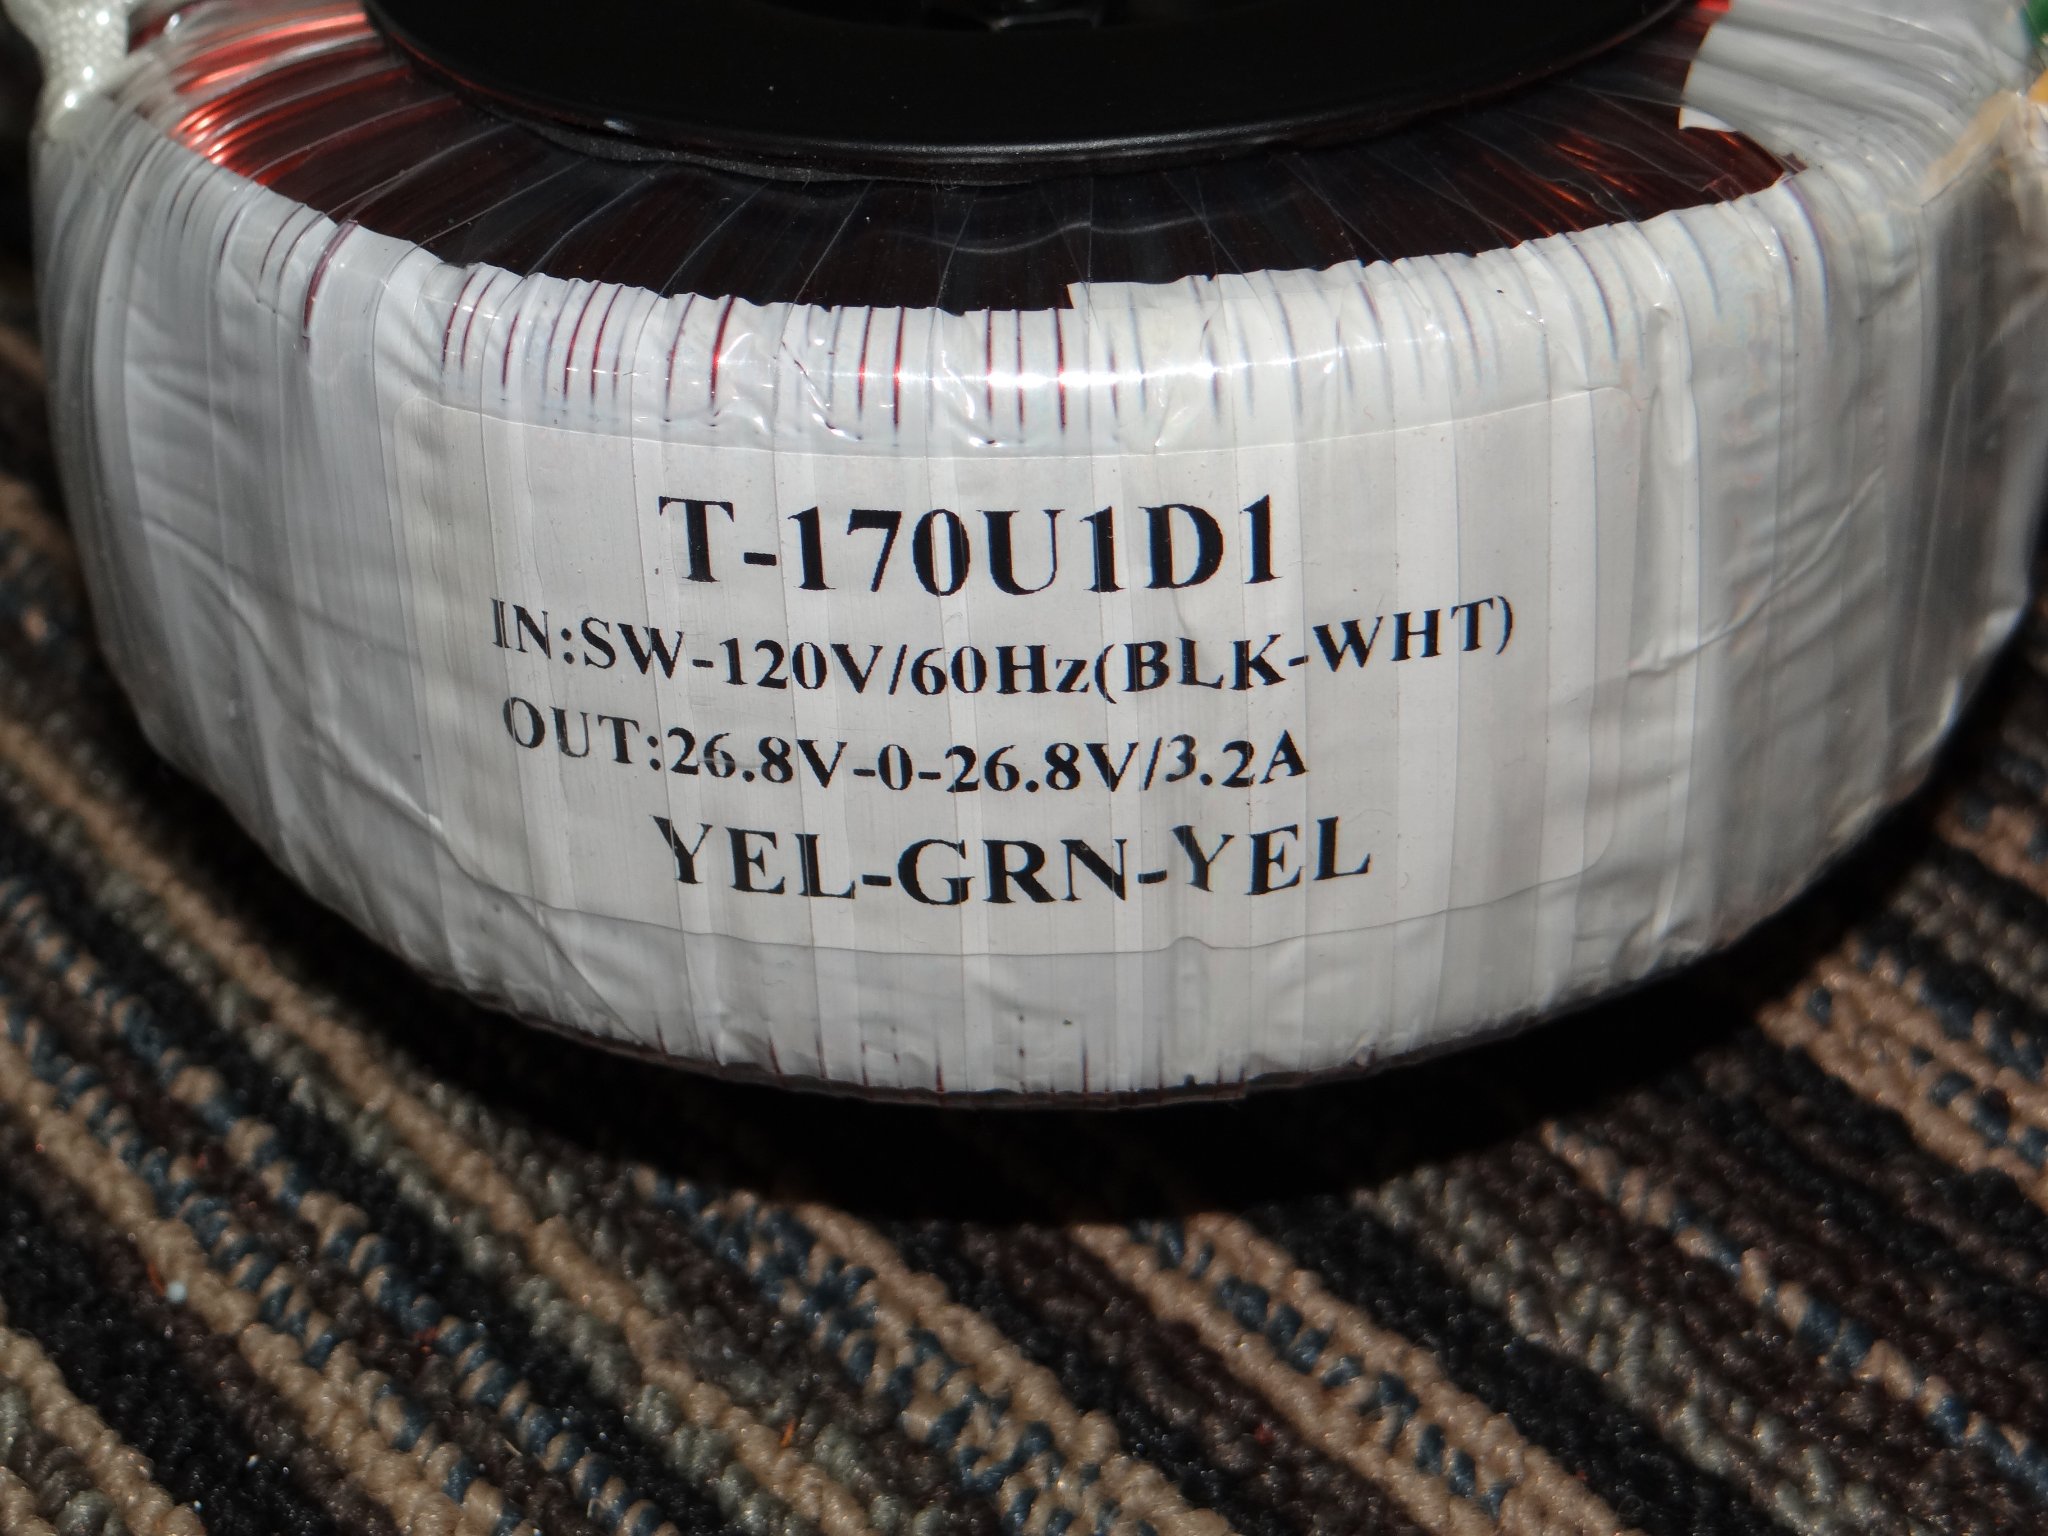 T-170U1D1
IN:SW-120V/60Hz(BLK-WHT)
OUT:26.8V-0-26.8V/3.2A
YEL-GRN-YEL